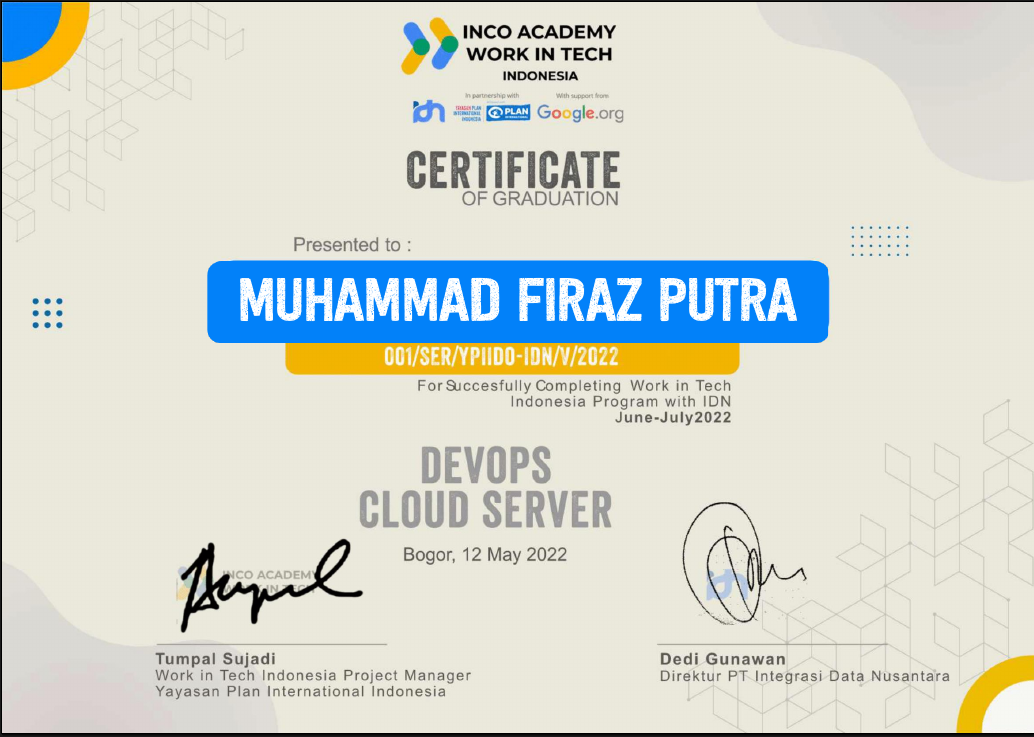 INCO ACADEMY
WORK IN TECH
INDONESIA
In partnership with
With support from
idn
YAYASAN PLAN
INTERNATIONAL
INDONESIA
PLAN
INTERNATIONAL
Google.org
CERTIFICATE
OF GRADUATION
Presented to :
MUHAMMAD FIRAZ PUTRA
001/SER/YPIIDO-IDN/V/2022
For Succesfully Completing Work in Tech
Indonesia Program with IDN
June-July2022
DEVOPS
CLOUD SERVER
Bogor, 12 May 2022
INCO ACADEMY
WORK IN TECH
idn
Tumpal Sujadi
Work in Tech Indonesia Project Manager
Yayasan Plan International Indonesia
Dedi Gunawan
Direktur PT Integrasi Data Nusantara